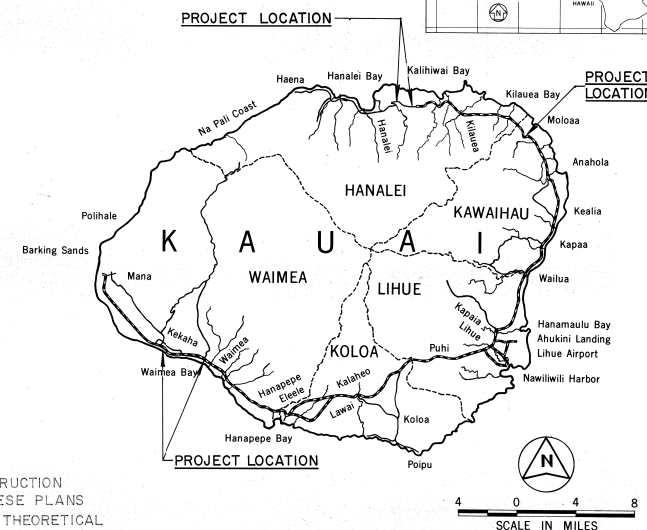 PROJECT LOCATION
N
HAWAII
Kalihiwai Bay
Hanalei Bay
Haena
PROJECT
LOCATION
Kilauea Bay
Moloaa
Na Pali Coast
Hanalei
Kilauea
Anahola
HANALEI
Polihale
KAWAIHAU
Kealia
Barking Sands
KAUAI
Kapaa
Mana
WAIMEA
LIHUE
Wailua
Kapaia
Lihue
Hanamaulu Bay
Ahukini Landing
Lihue Airport
Kekaha
Waimea
KOLOA
Puhi
Waimea Bay
Nawiliwili Harbor
Hanapepe
Eleele
Kalaheo
Lawai
Koloa
Hanapepe Bay
PROJECT LOCATION
Poipu
N
RUCTION
ESE PLANS
THEORETICAL
4 0 4 8
SCALE IN MILES